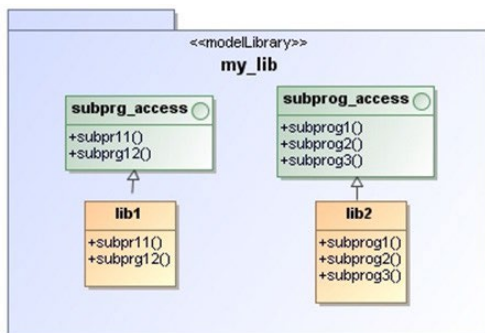 <<modelLibrary>>
my_lib
subprg_access
+subpr11()
+subprg12()
subprog_access
+subprog1()
+subprog2()
+subprog3()
lib1
+subpr11()
+subprg12()
lib2
+subprog1()
+subprog2()
+subprog3()